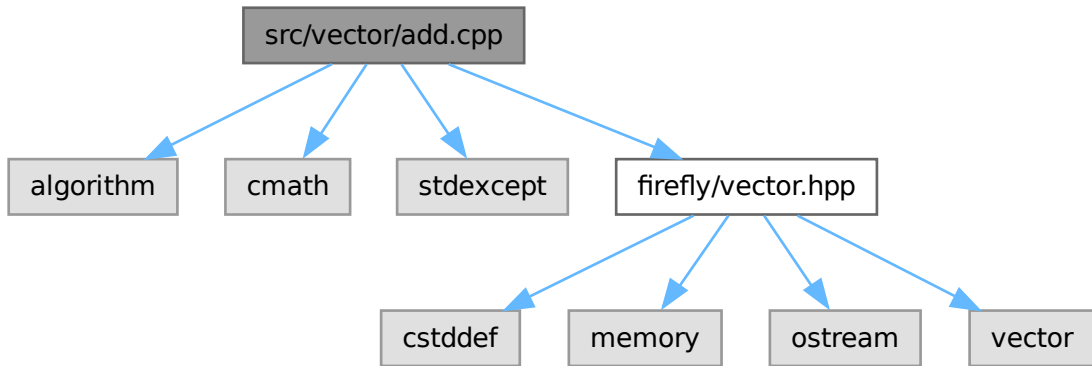 src/vector/add.cpp
algorithm
cmath
stdexcept
firefly/vector.hpp
cstddef
memory
ostream
vector